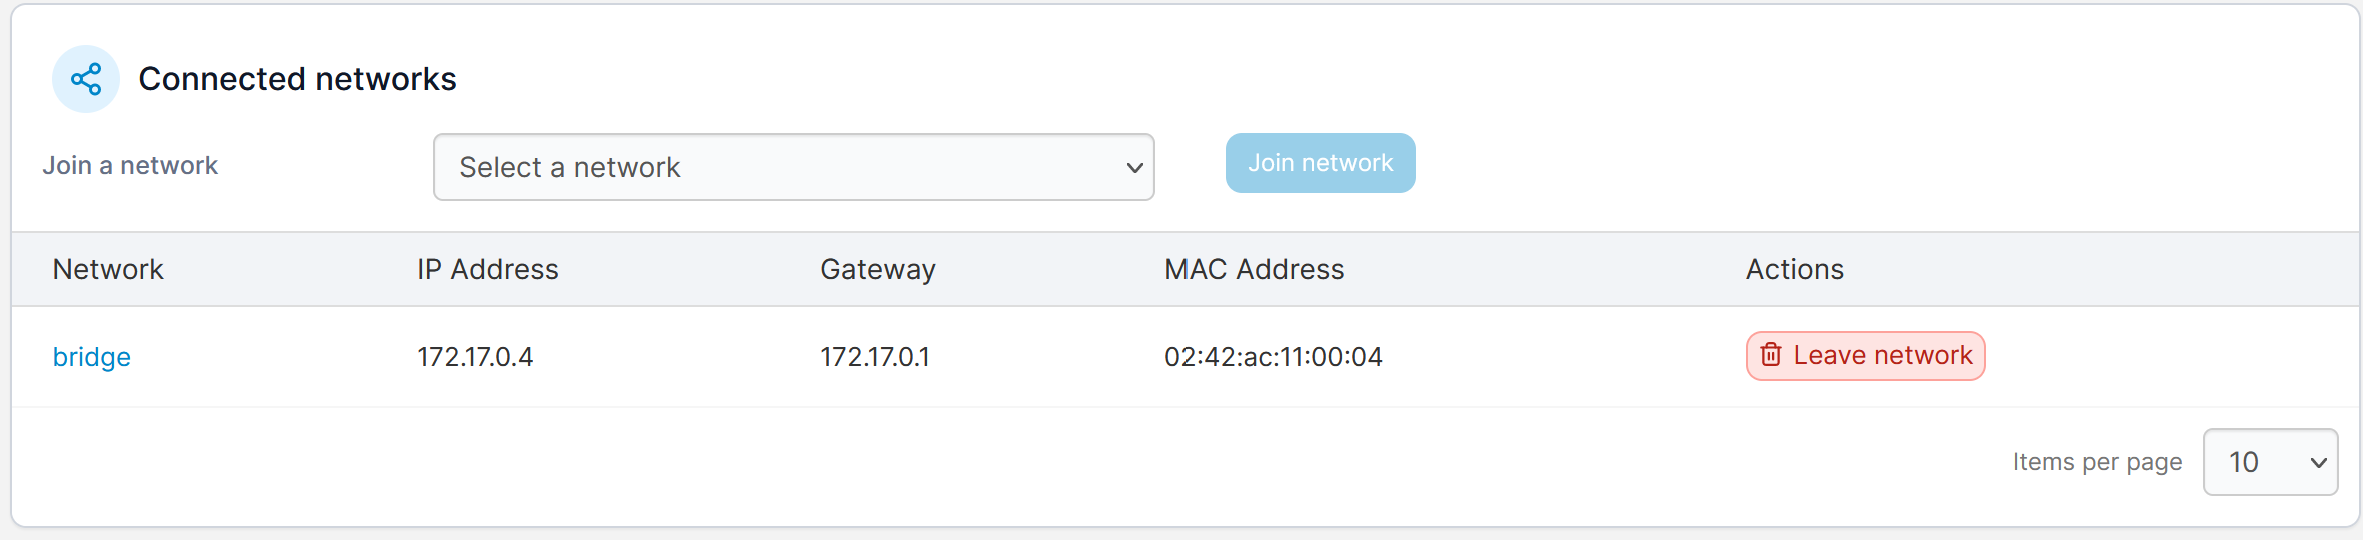 Connected networks
Join a network Select a network Join network
Network IP Address Gateway MAC Address Actions
bridge 172.17.0.4 172.17.0.1 02:42:ac:11:00:04 Leave network
Items per page 10